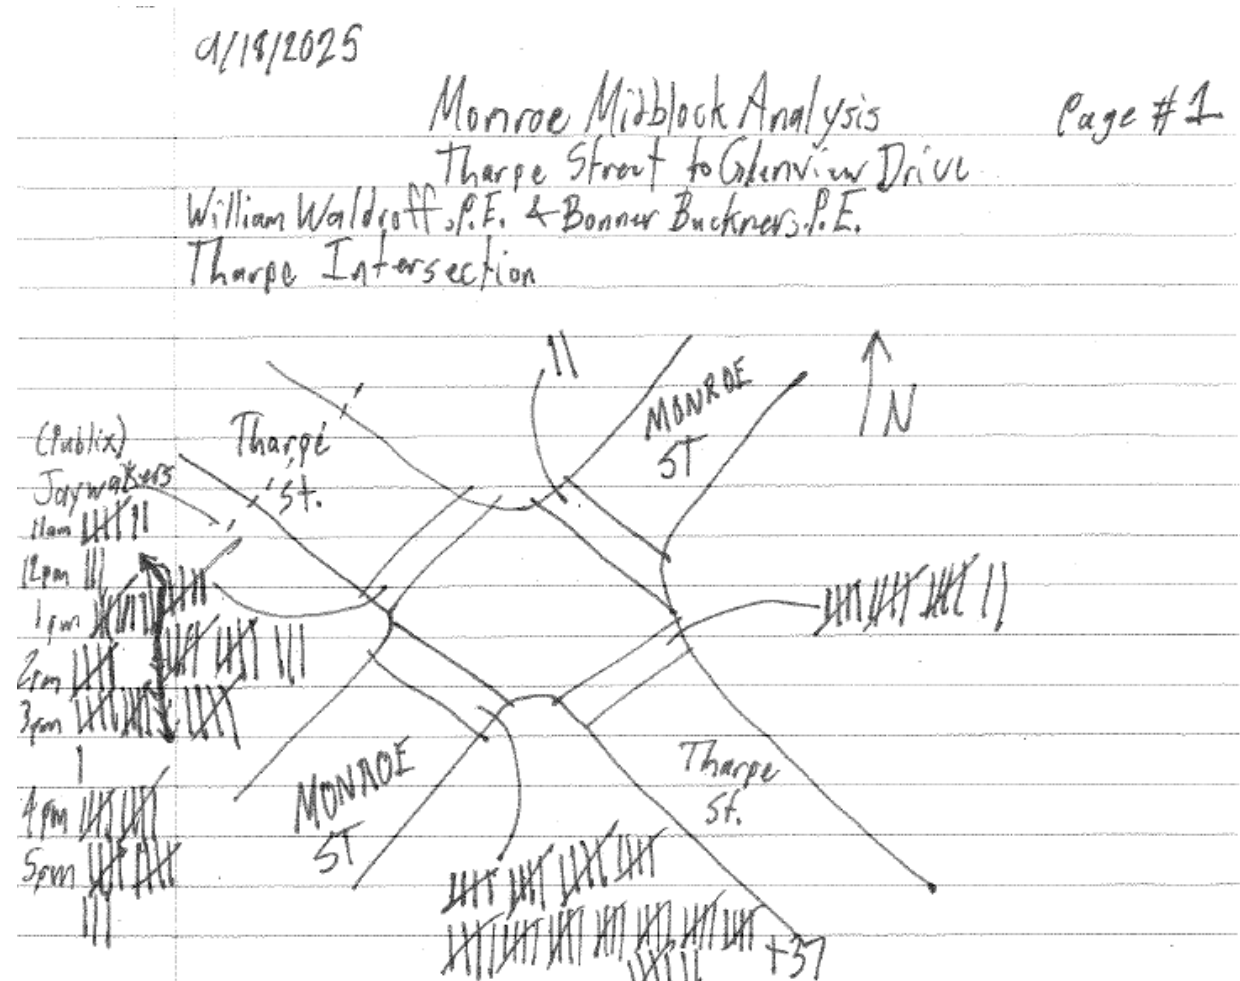 9/18/2025
Monroe Midblock Analysis
Page #1
Tharpe Street to Glenview Drive
William Waldroff, P.E. & Bonner Buckner, P.E.
Tharpe Intersection
MONROE
ST
N
(Publix)
Jaywalkers
Tharpe
St.
11am
12pm
1pm
2pm
3pm
4pm
5pm
MONROE
ST
Tharpe
St.
+37